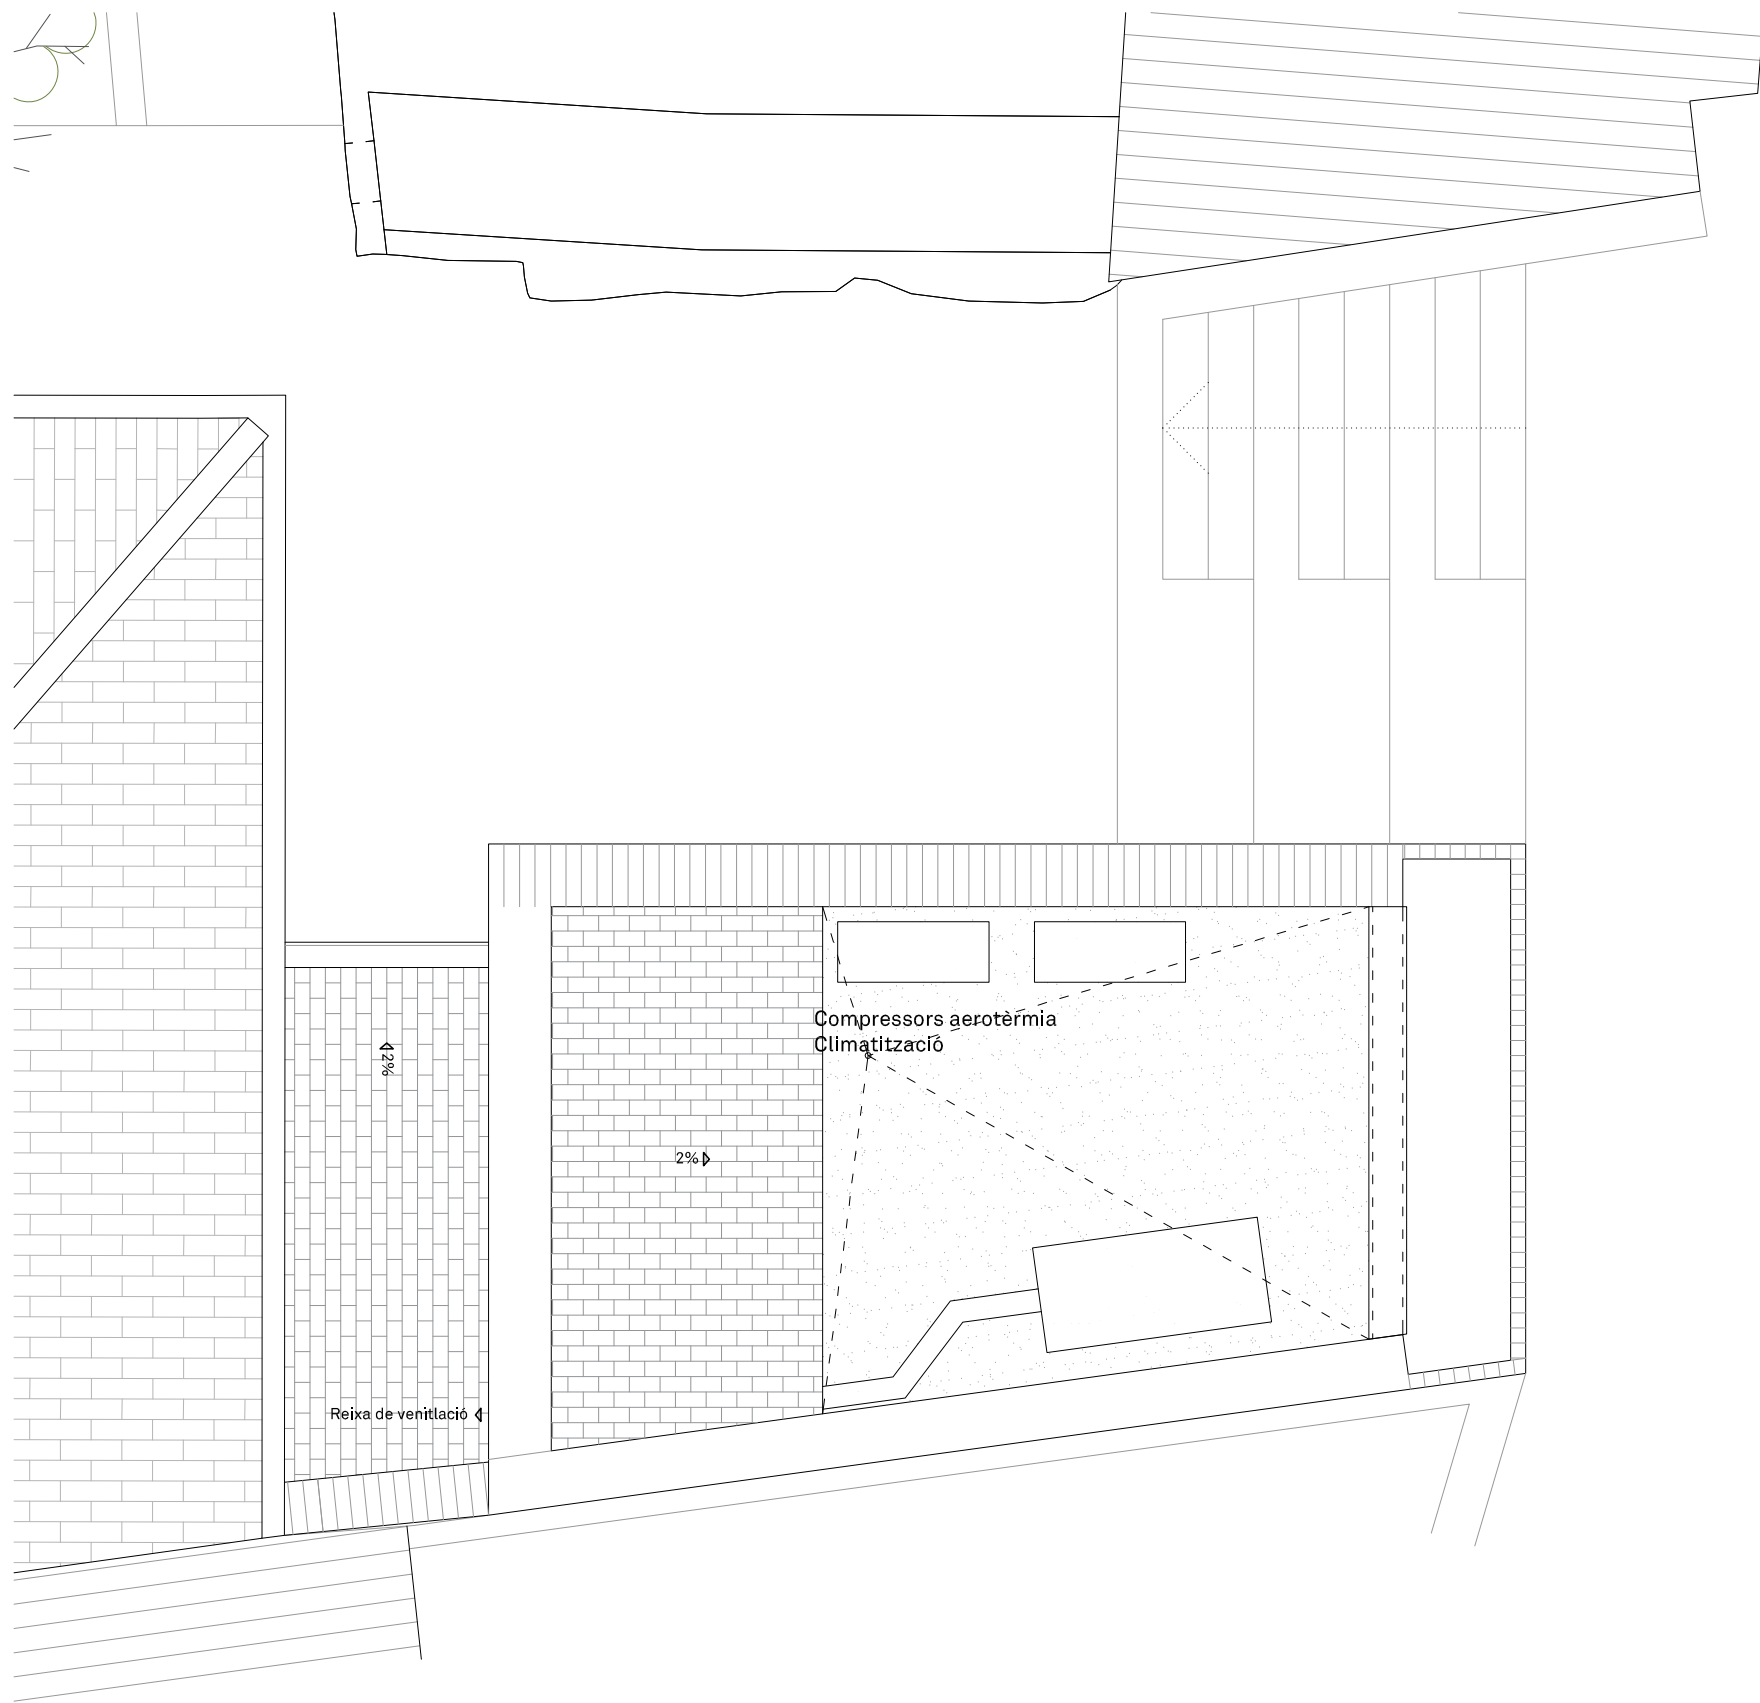 Compressors aerotèrmia
Climatització
2%
2%
Reixa de venitlació